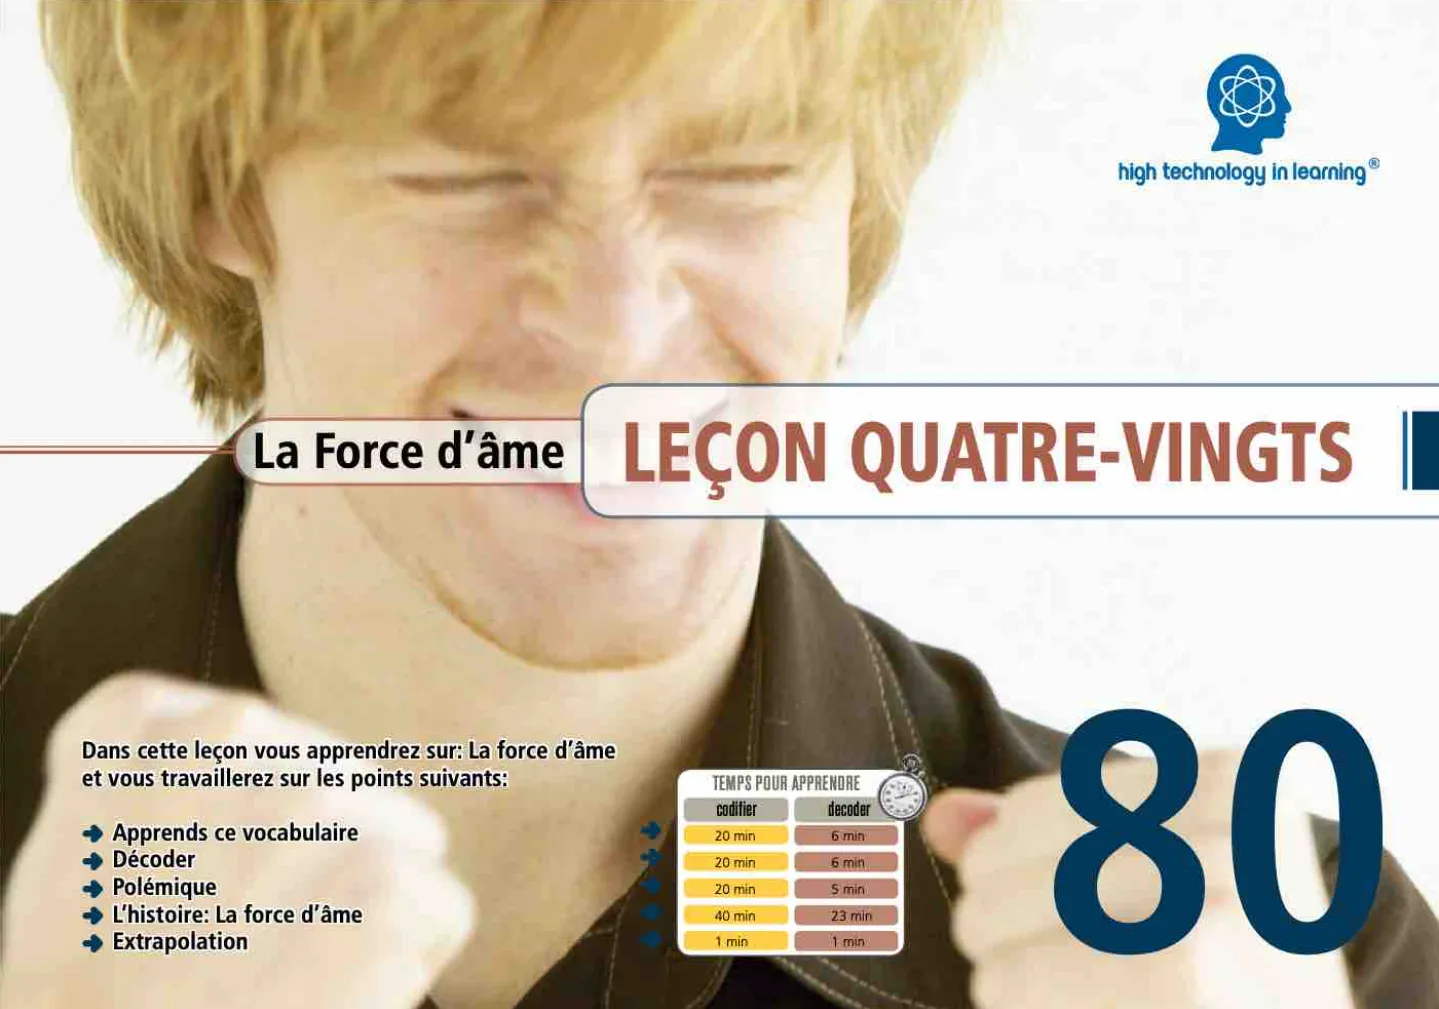 high technology in learning®
La Force d'âme
LEÇON QUATRE-VINGTS
Dans cette leçon vous apprendrez sur: La force d'âme
et vous travaillerez sur les points suivants:
Apprends ce vocabulaire
Décoder
Polémique
L'histoire: La force d'âme
Extrapolation
TEMPS POUR APPRENDRE
codifier decoder
20 min 6 min
20 min 6 min
20 min 5 min
40 min 23 min
1 min 1 min
80